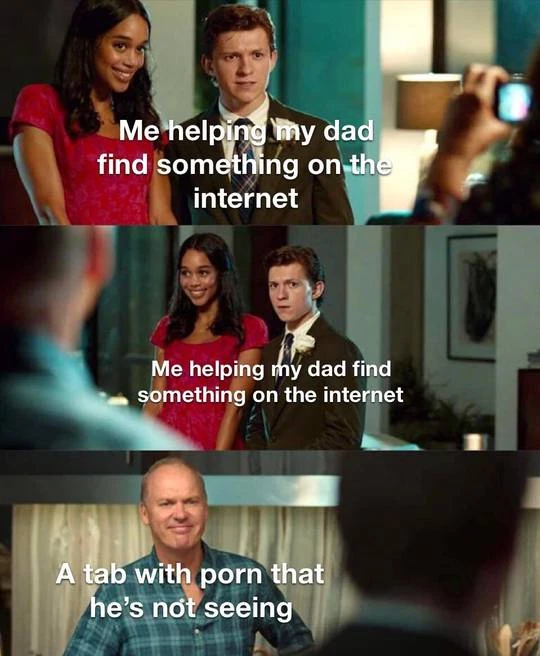 Me helping my dad
find something on the
internet
Me helping my dad find
something on the internet
A tab with porn that
he's not seeing